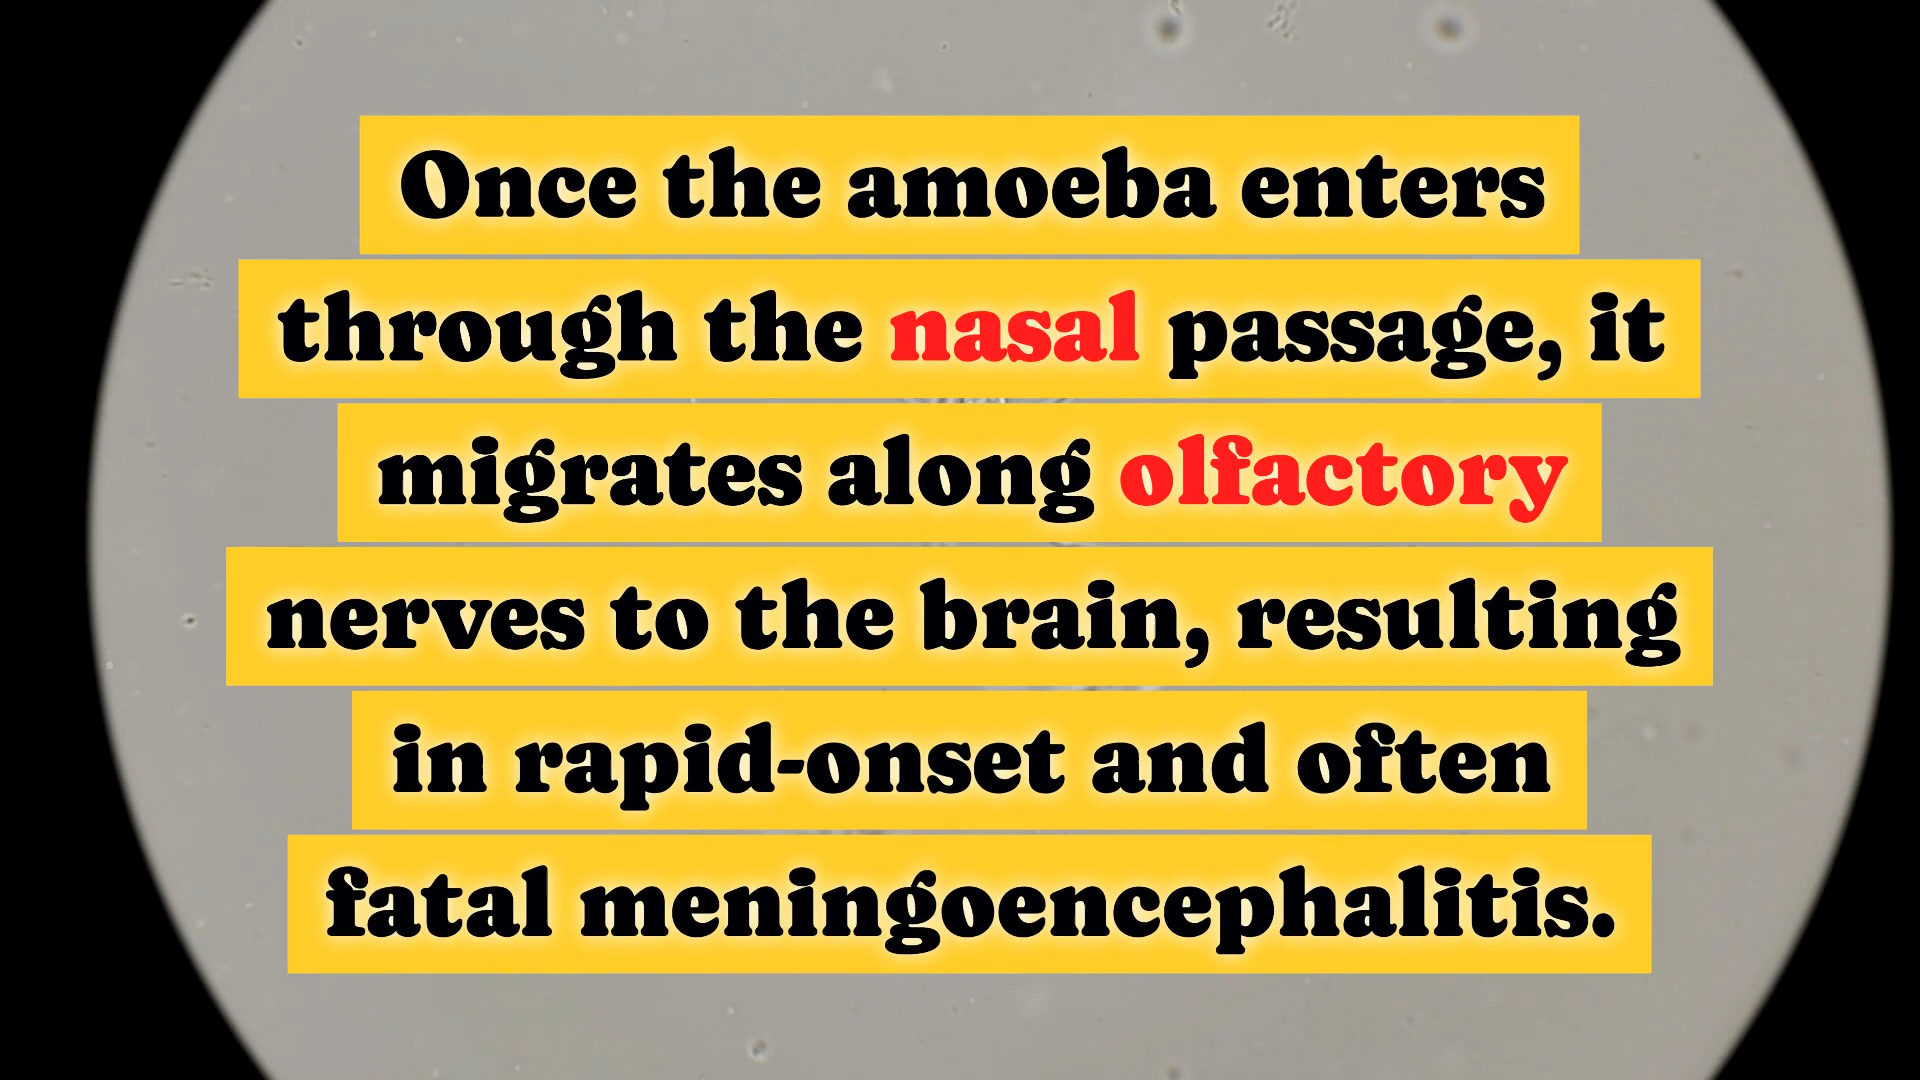 Once the amoeba enters
through the nasal passage, it
migrates along olfactory
nerves to the brain, resulting
in rapid-onset and often
fatal meningoencephalitis.